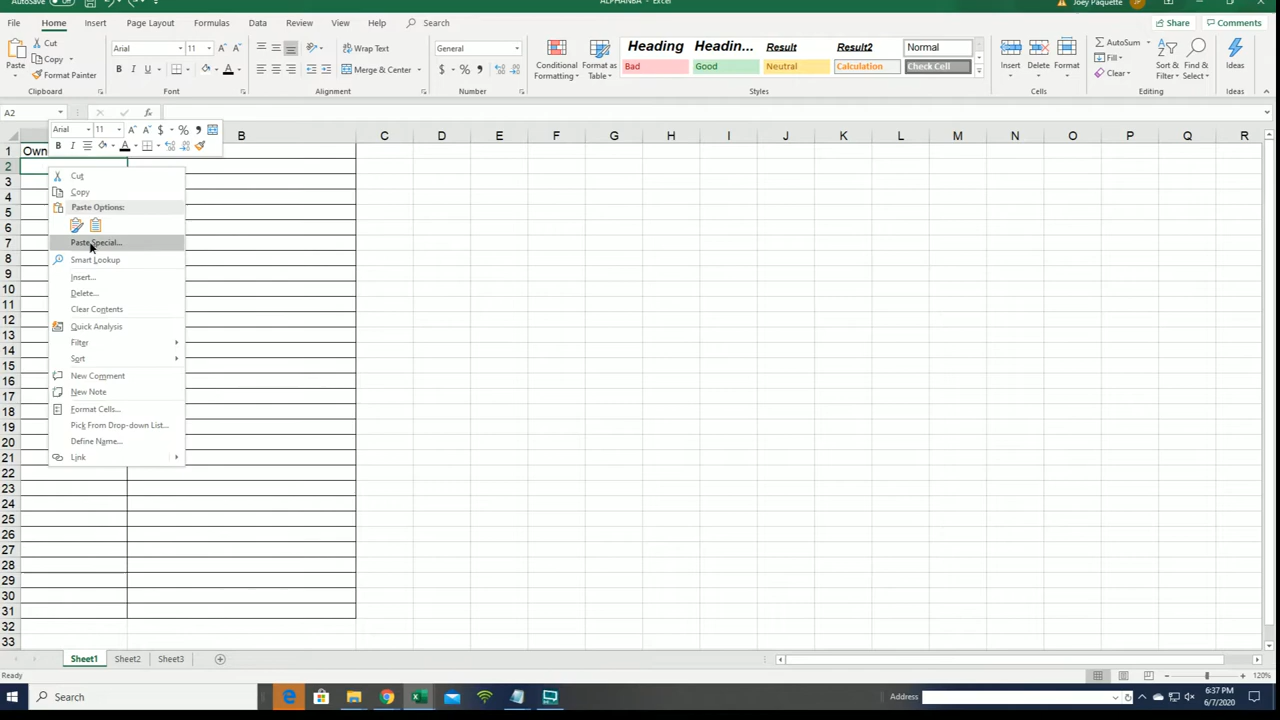 AutoSave Off ALPHANBA - Excel Joey Paquette JP
File Home Insert Page Layout Formulas Data Review View Help Search Share Comments
Paste Cut Copy Format Painter Clipboard
Arial 11 B I U Font
Wrap Text Merge & Center Alignment
General $ % , Number
Conditional Formatting Format as Table
Heading Headin... Result Result2 Normal
Bad Good Neutral Calculation Check Cell
Styles
Insert Delete Format Cells
AutoSum Fill Clear Sort & Filter Find & Select Editing
Ideas Ideas
A2 fx
Arial 11 A A $ % ,
B I A
B C D E F G H I J K L M N O P Q R
1 Own
2
3
4
5
6
7
8
9
10
11
12
13
14
15
16
17
18
19
20
21
22
23
24
25
26
27
28
29
30
31
32
33
Cut
Copy
Paste Options:
Paste Special...
Smart Lookup
Insert...
Delete...
Clear Contents
Quick Analysis
Filter
Sort
New Comment
New Note
Format Cells...
Pick From Drop-down List...
Define Name...
Link
Sheet1 Sheet2 Sheet3
Ready 120%
Search Address 6:37 PM
6/7/2020